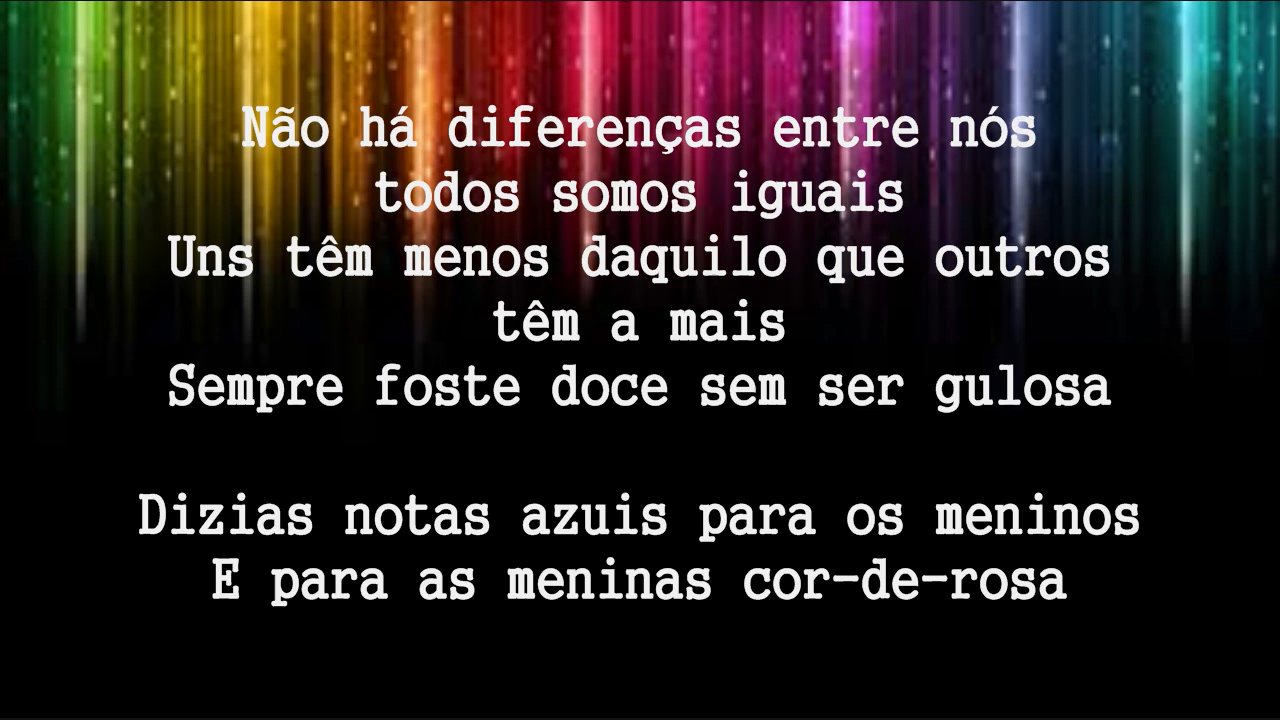 Não há diferenças entre nós
todos somos iguais
Uns têm menos daquilo que outros
têm a mais
Sempre foste doce sem ser gulosa
Dizias notas azuis para os meninos
E para as meninas cor-de-rosa